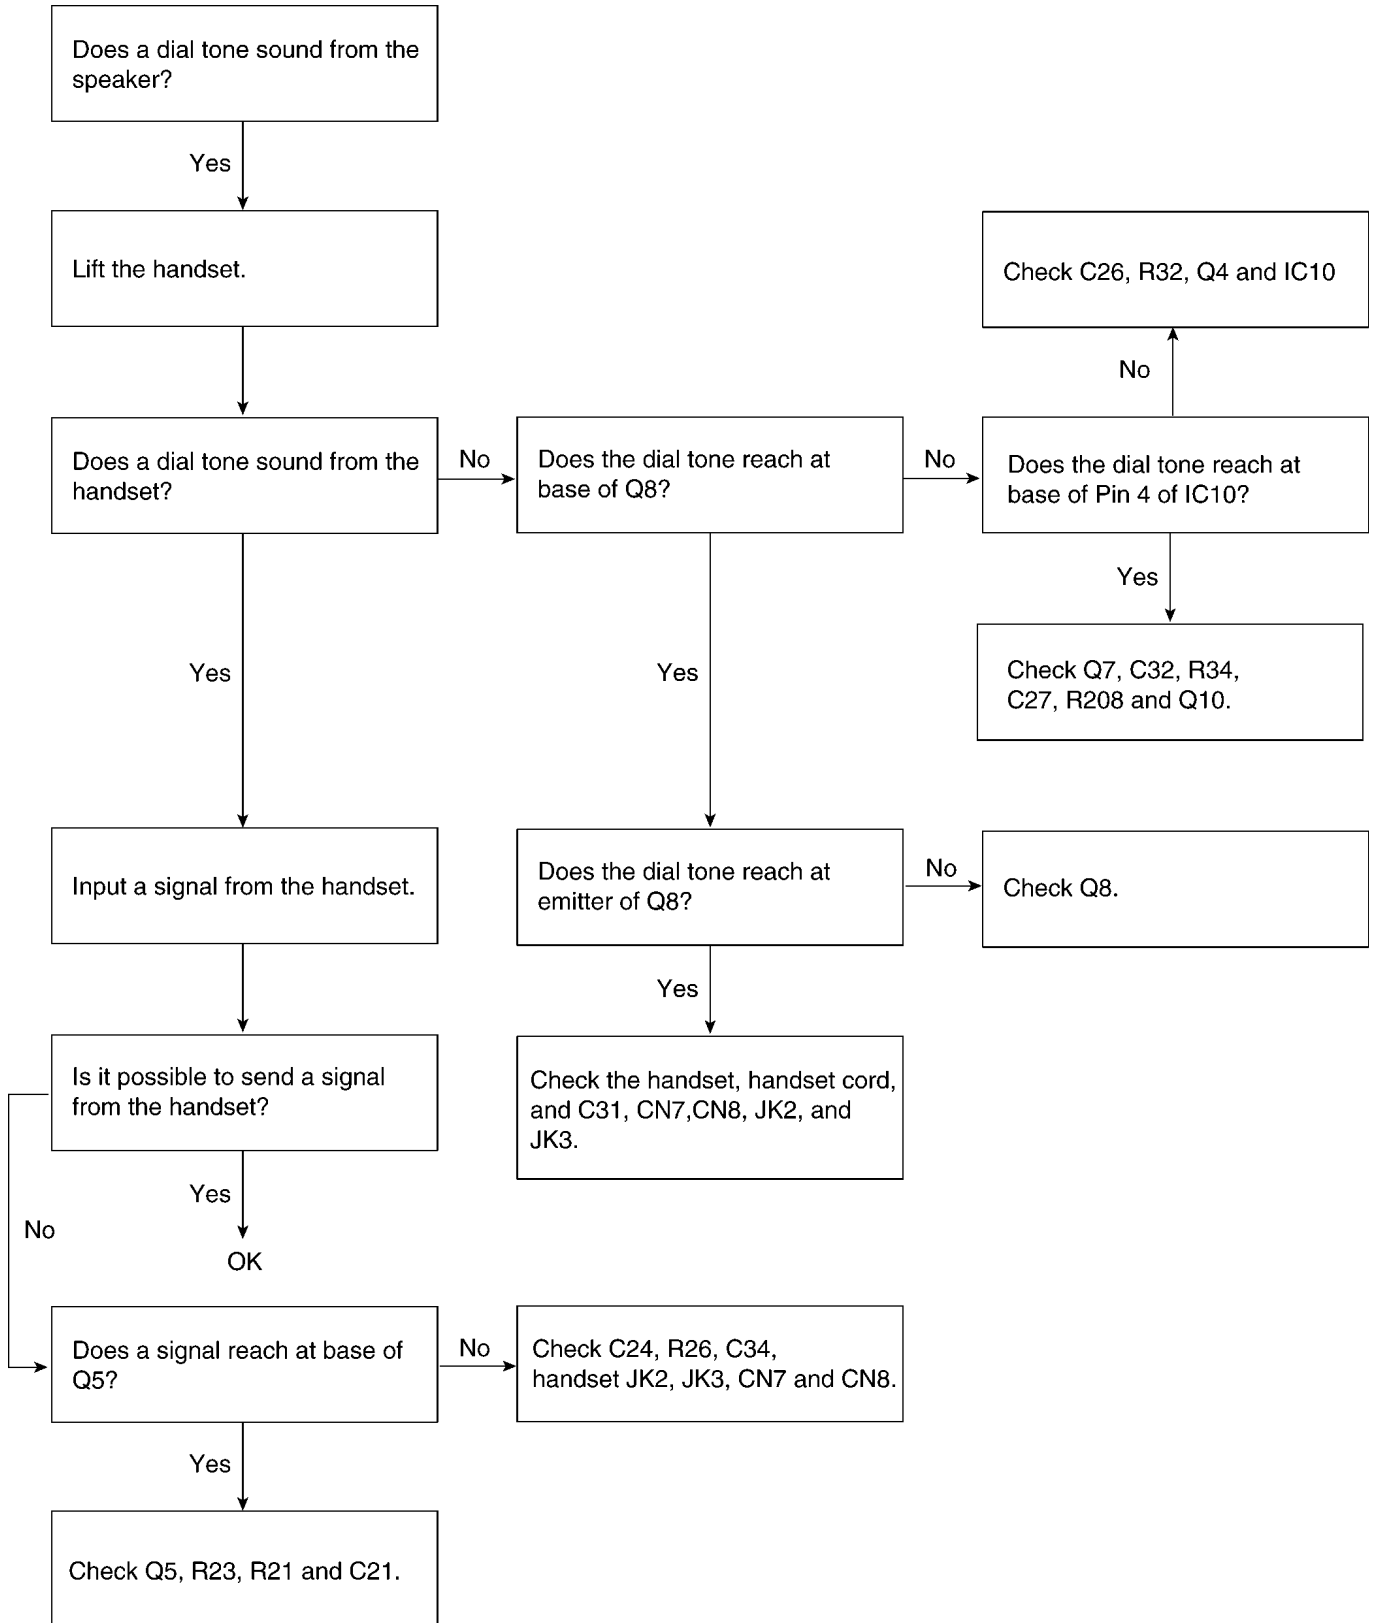 Does a dial tone sound from the
speaker?
Yes
Lift the handset.
Check C26, R32, Q4 and IC10
No
Does a dial tone sound from the
handset?
No
Does the dial tone reach at
base of Q8?
No
Does the dial tone reach at
base of Pin 4 of IC10?
Yes
Check Q7, C32, R34,
C27, R208 and Q10.
Yes
Yes
Input a signal from the handset.
Does the dial tone reach at
emitter of Q8?
No
Check Q8.
Yes
Is it possible to send a signal
from the handset?
Check the handset, handset cord,
and C31, CN7,CN8, JK2, and
JK3.
Yes
No
OK
Does a signal reach at base of
Q5?
No
Check C24, R26, C34,
handset JK2, JK3, CN7 and CN8.
Yes
Check Q5, R23, R21 and C21.